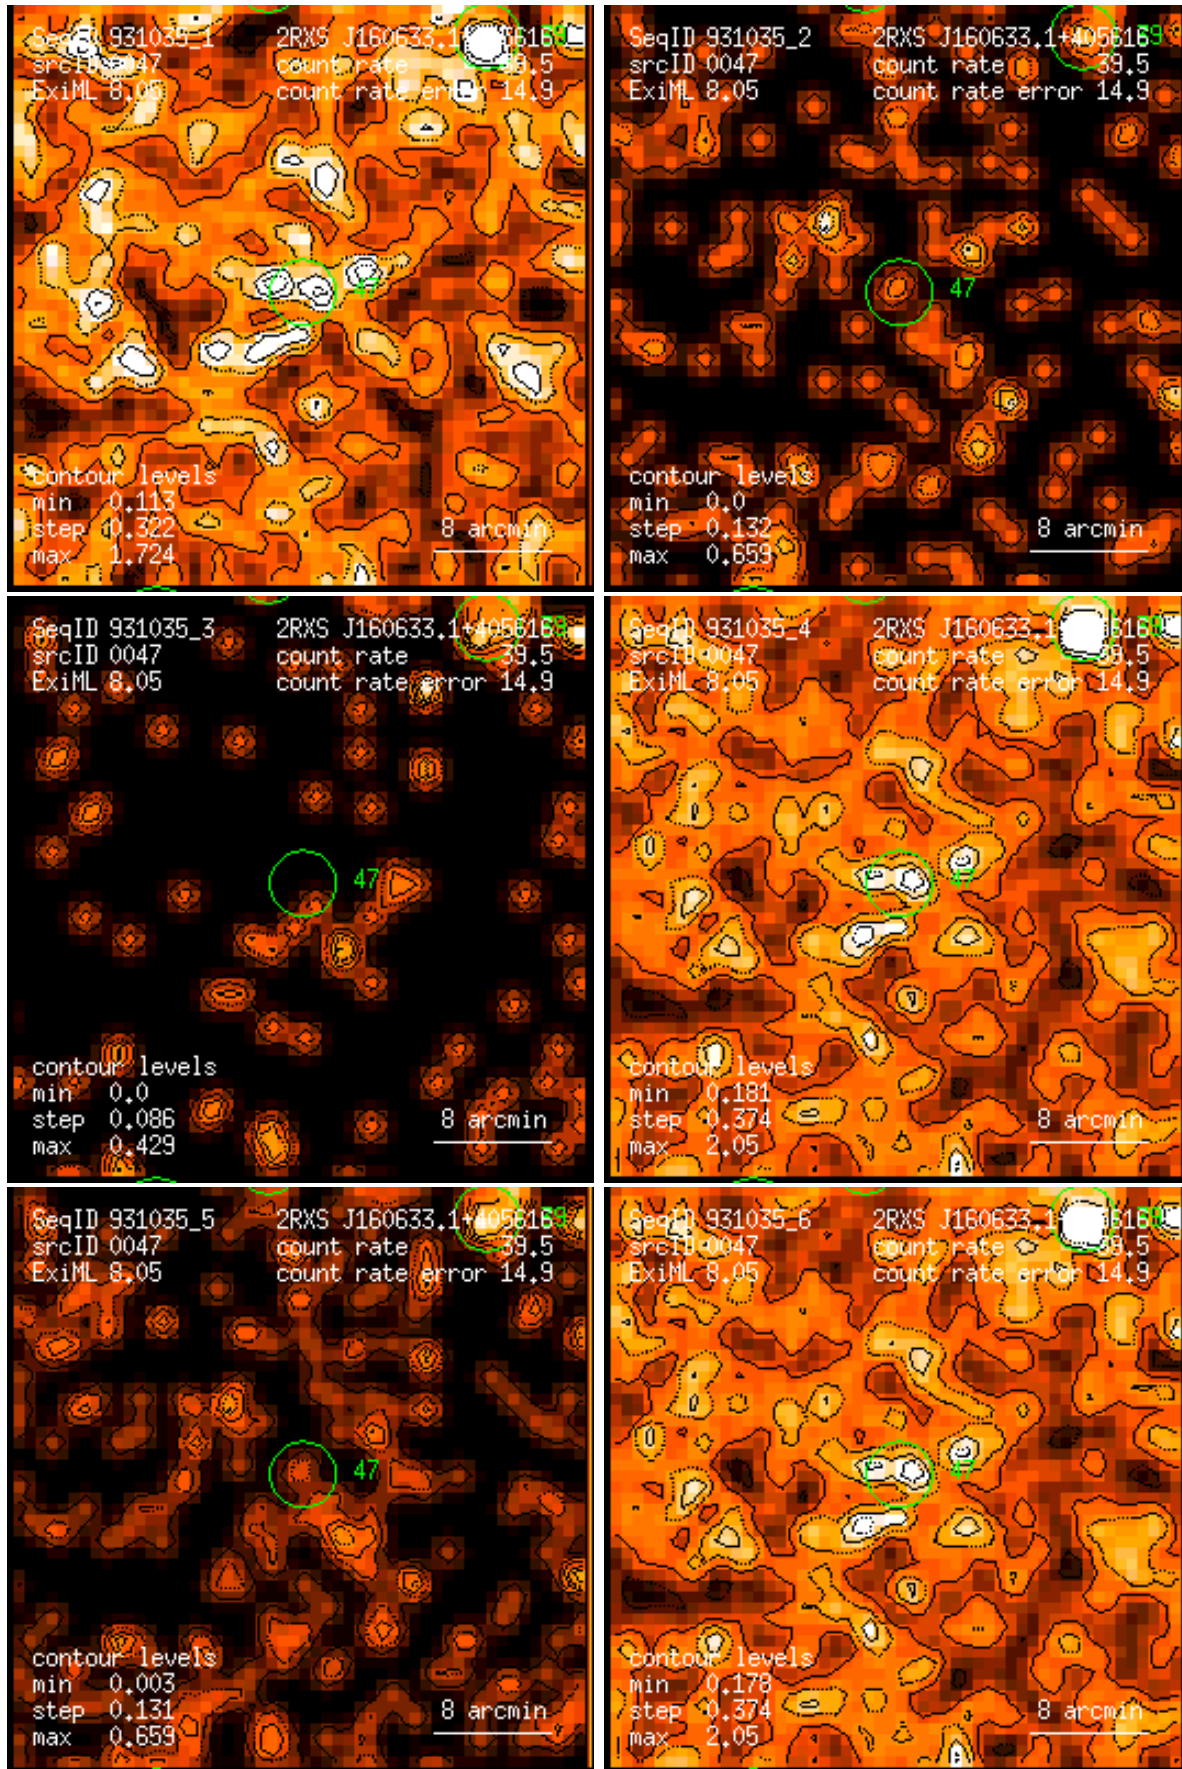 SeqID 931035_1 2RXS J160633.1+405616 69
srcID 0047 count rate 39.5
ExiML 8.05 count rate error 14.9
47
contour levels
min 0.113
step 0.322 8 arcmin
max 1.724
SeqID 931035_2 2RXS J160633.1+405616 69
srcID 0047 count rate 39.5
ExiML 8.05 count rate error 14.9
47
contour levels
min 0.0
step 0.132 8 arcmin
max 0.659
SeqID 931035_3 2RXS J160633.1+405616 69
srcID 0047 count rate 39.5
ExiML 8.05 count rate error 14.9
47
contour levels
min 0.0
step 0.086 8 arcmin
max 0.429
SeqID 931035_4 2RXS J160633.1+405616 69
srcID 0047 count rate 39.5
ExiML 8.05 count rate error 14.9
47
contour levels
min 0.181
step 0.374 8 arcmin
max 2.05
SeqID 931035_5 2RXS J160633.1+405616 69
srcID 0047 count rate 39.5
ExiML 8.05 count rate error 14.9
47
contour levels
min 0.003
step 0.131 8 arcmin
max 0.659
SeqID 931035_6 2RXS J160633.1+405616 69
srcID 0047 count rate 39.5
ExiML 8.05 count rate error 14.9
47
contour levels
min 0.178
step 0.374 8 arcmin
max 2.05